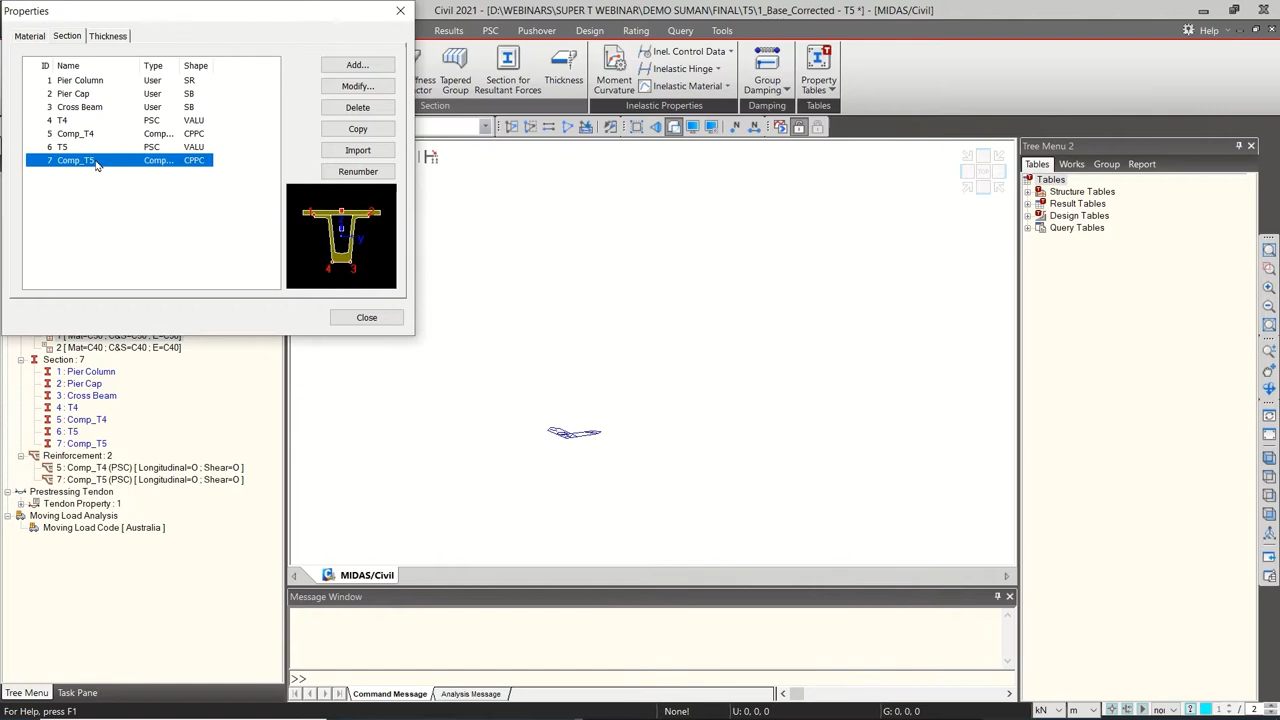 Properties
Civil 2021 - [D:\WEBINARS\SUPER T WEBINAR\DEMO SUMAN\FINAL\T5\1_Base_Corrected - T5 *] - [MIDAS/Civil]
Material Section Thickness
Results PSC Pushover Design Rating Query Tools Help
ID Name Type Shape
1 Pier Column User SR
2 Pier Cap User SB
3 Cross Beam User SB
4 T4 PSC VALU
5 Comp_T4 Comp... CPPC
6 T5 PSC VALU
7 Comp_T5 Comp... CPPC
Add...
Modify...
Delete
Copy
Import
Renumber
Close
1 2
y
4 3
Tapered Group
Section for Resultant Forces
Thickness
Section
Moment Curvature
Inel. Control Data
Inelastic Hinge
Inelastic Material
Inelastic Properties
Group Damping
Damping
Property Tables
Tables
TOP
2 [ Mat=C40 ; C&S=C40 ; E=C40]
Section : 7
1 : Pier Column
2 : Pier Cap
3 : Cross Beam
4 : T4
5 : Comp_T4
6 : T5
7 : Comp_T5
Reinforcement : 2
5 : Comp_T4 (PSC) [ Longitudinal=O ; Shear=O ]
7 : Comp_T5 (PSC) [ Longitudinal=O ; Shear=O ]
Prestressing Tendon
Tendon Property : 1
Moving Load Analysis
Moving Load Code [ Australia ]
Tree Menu Task Pane
MIDAS/Civil
Message Window
>>
Command Message Analysis Message
Tree Menu 2
Tables Works Group Report
Tables
Structure Tables
Result Tables
Design Tables
Query Tables
For Help, press F1
None! U: 0, 0, 0 G: 0, 0, 0
kN m nor 1 / 2